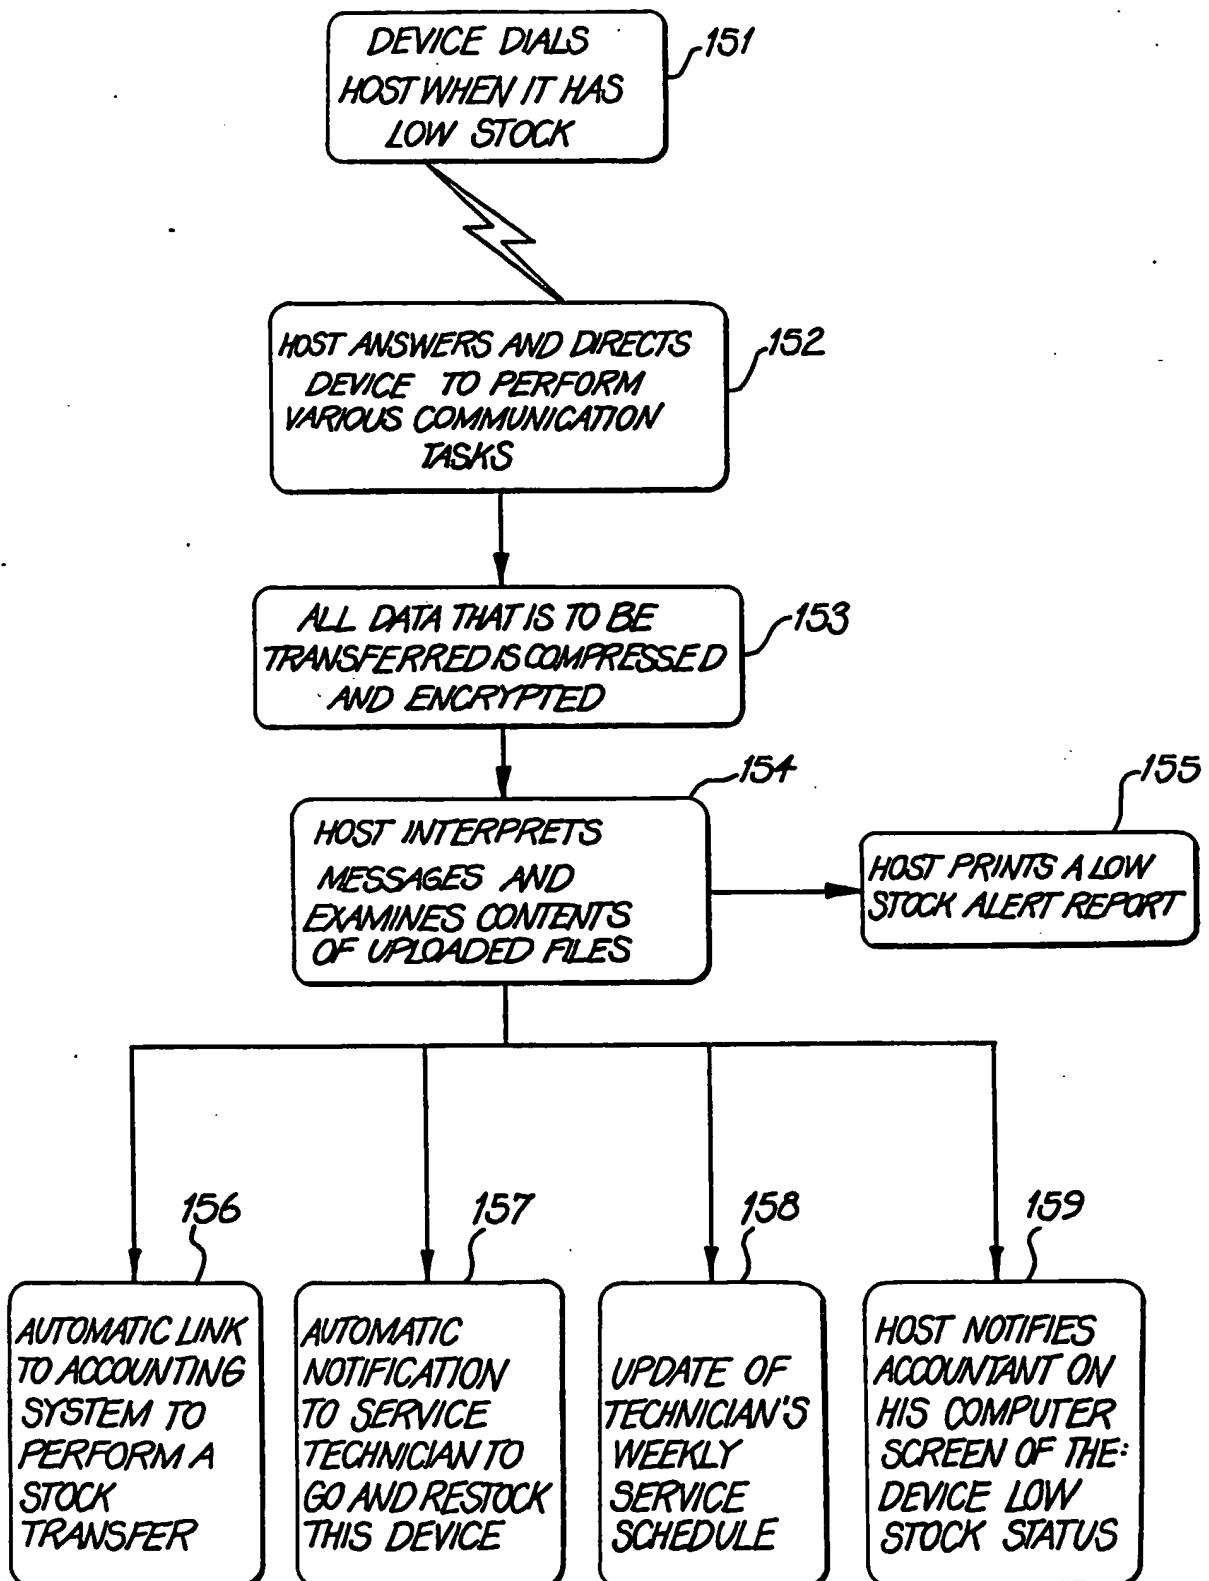 DEVICE DIALS
HOST WHEN IT HAS
LOW STOCK
151
HOST ANSWERS AND DIRECTS
DEVICE TO PERFORM
VARIOUS COMMUNICATION
TASKS
152
ALL DATA THAT IS TO BE
TRANSFERRED IS COMPRESSED
AND ENCRYPTED
153
154
HOST INTERPRETS
MESSAGES AND
EXAMINES CONTENTS
OF UPLOADED FILES
155
HOST PRINTS A LOW
STOCK ALERT REPORT
156
AUTOMATIC LINK
TO ACCOUNTING
SYSTEM TO
PERFORM A
STOCK
TRANSFER
157
AUTOMATIC
NOTIFICATION
TO SERVICE
TECHNICIAN TO
GO AND RESTOCK
THIS DEVICE
158
UPDATE OF
TECHNICIAN'S
WEEKLY
SERVICE
SCHEDULE
159
HOST NOTIFIES
ACCOUNTANT ON
HIS COMPUTER
SCREEN OF THE:
DEVICE LOW
STOCK STATUS